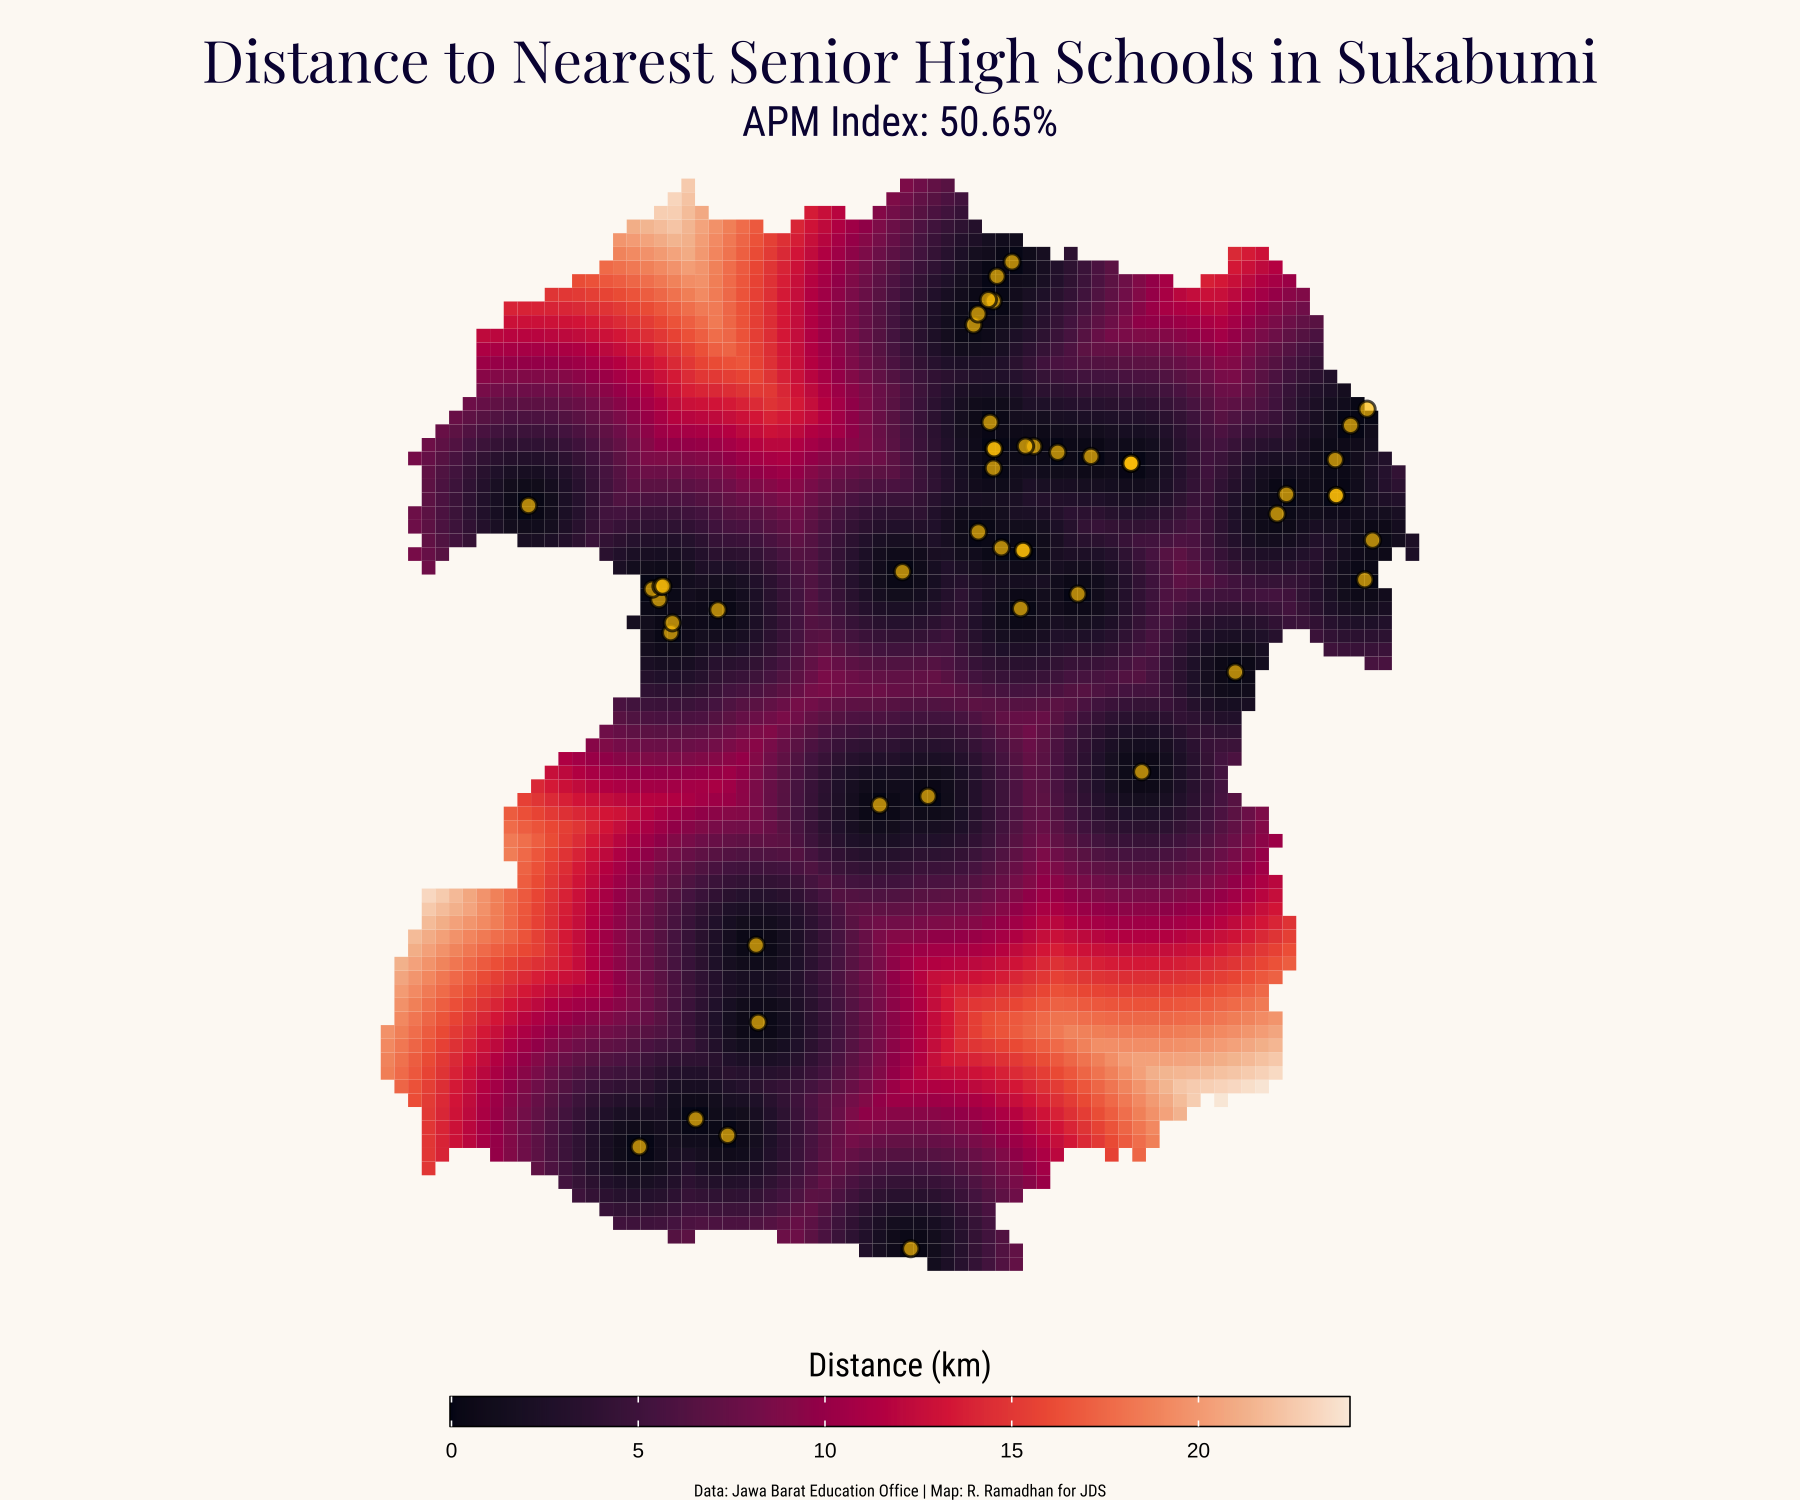 Distance to Nearest Senior High Schools in Sukabumi
APM Index: 50.65%
Distance (km)
0 5 10 15 20
Data: Jawa Barat Education Office | Map: R. Ramadhan for JDS